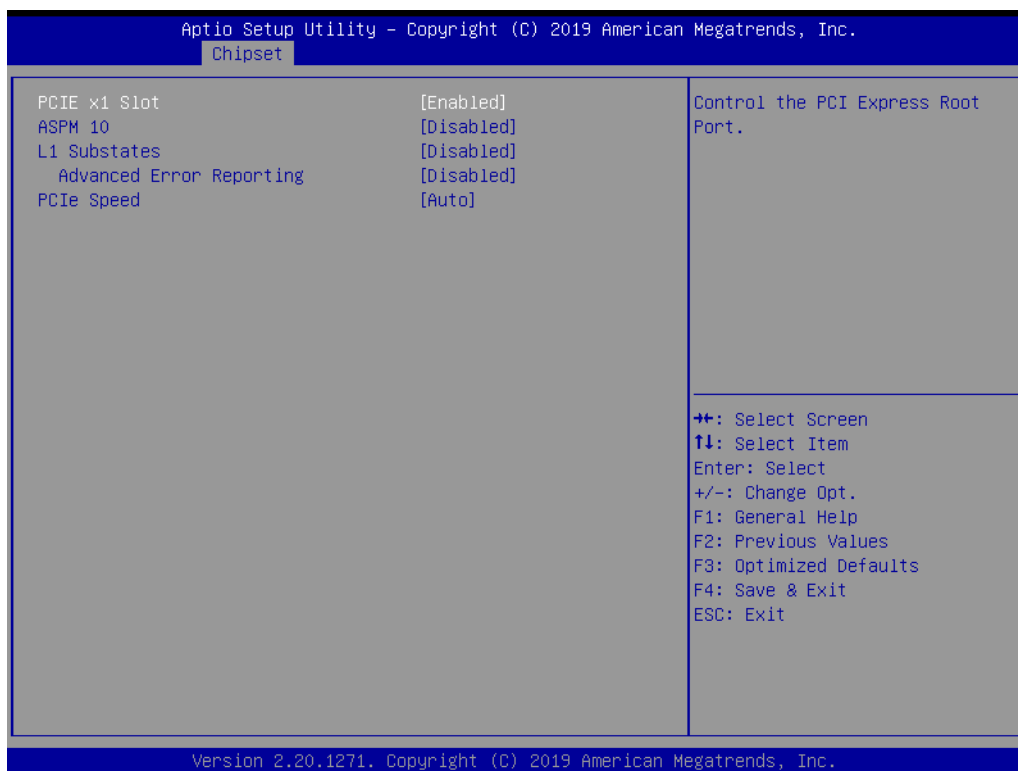 Aptio Setup Utility – Copyright (C) 2019 American Megatrends, Inc.
Chipset
PCIE x1 Slot [Enabled]
ASPM 10 [Disabled]
L1 Substates [Disabled]
Advanced Error Reporting [Disabled]
PCIe Speed [Auto]
Control the PCI Express Root
Port.
→←: Select Screen
↑↓: Select Item
Enter: Select
+/-: Change Opt.
F1: General Help
F2: Previous Values
F3: Optimized Defaults
F4: Save & Exit
ESC: Exit
Version 2.20.1271. Copyright (C) 2019 American Megatrends, Inc.